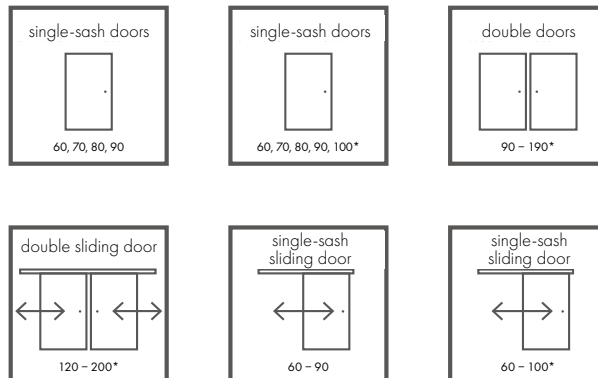 single-sash doors
60, 70, 80, 90
single-sash doors
60, 70, 80, 90, 100*
double doors
90 – 190*
double sliding door
120 – 200*
single-sash
sliding door
60 – 90
single-sash
sliding door
60 – 100*